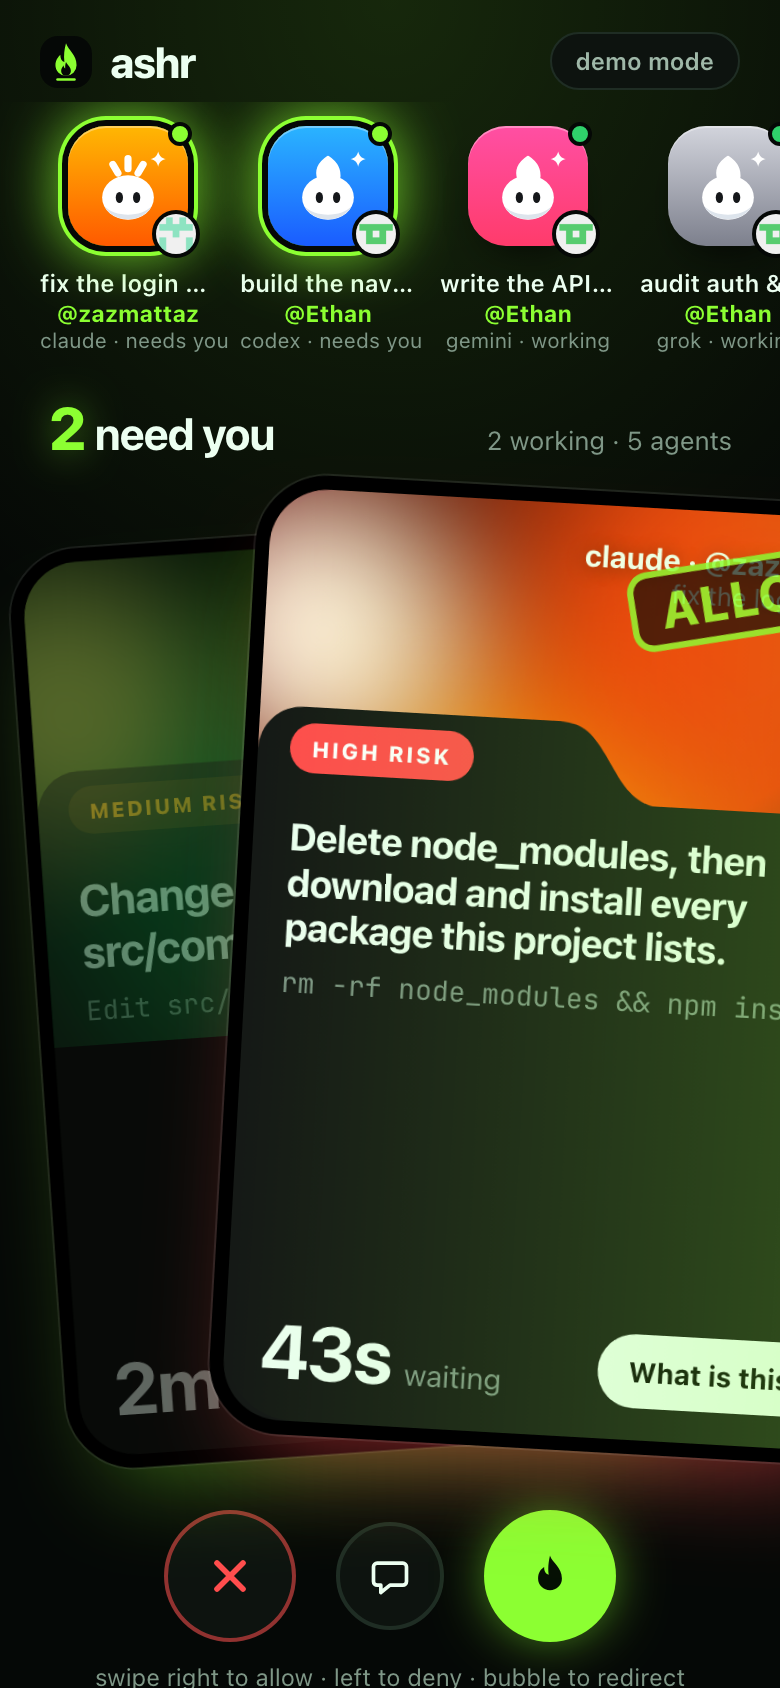 ashr
demo mode
fix the login ...
build the nav...
write the API...
audit auth &
@zazmattaz
@Ethan
@Ethan
@Ethan
claude · needs you
codex · needs you
gemini · working
grok ·
2 need you
2 working · 5 agents
claude · @zaz
fix the
HIGH RISK
Delete node_modules, then
download and install every
package this project lists.
rm -rf node_modules && npm ins
43s waiting
What is this
MEDIUM RIS
Change
src/com
Edit src/
2m
swipe right to allow · left to deny · bubble to redirect